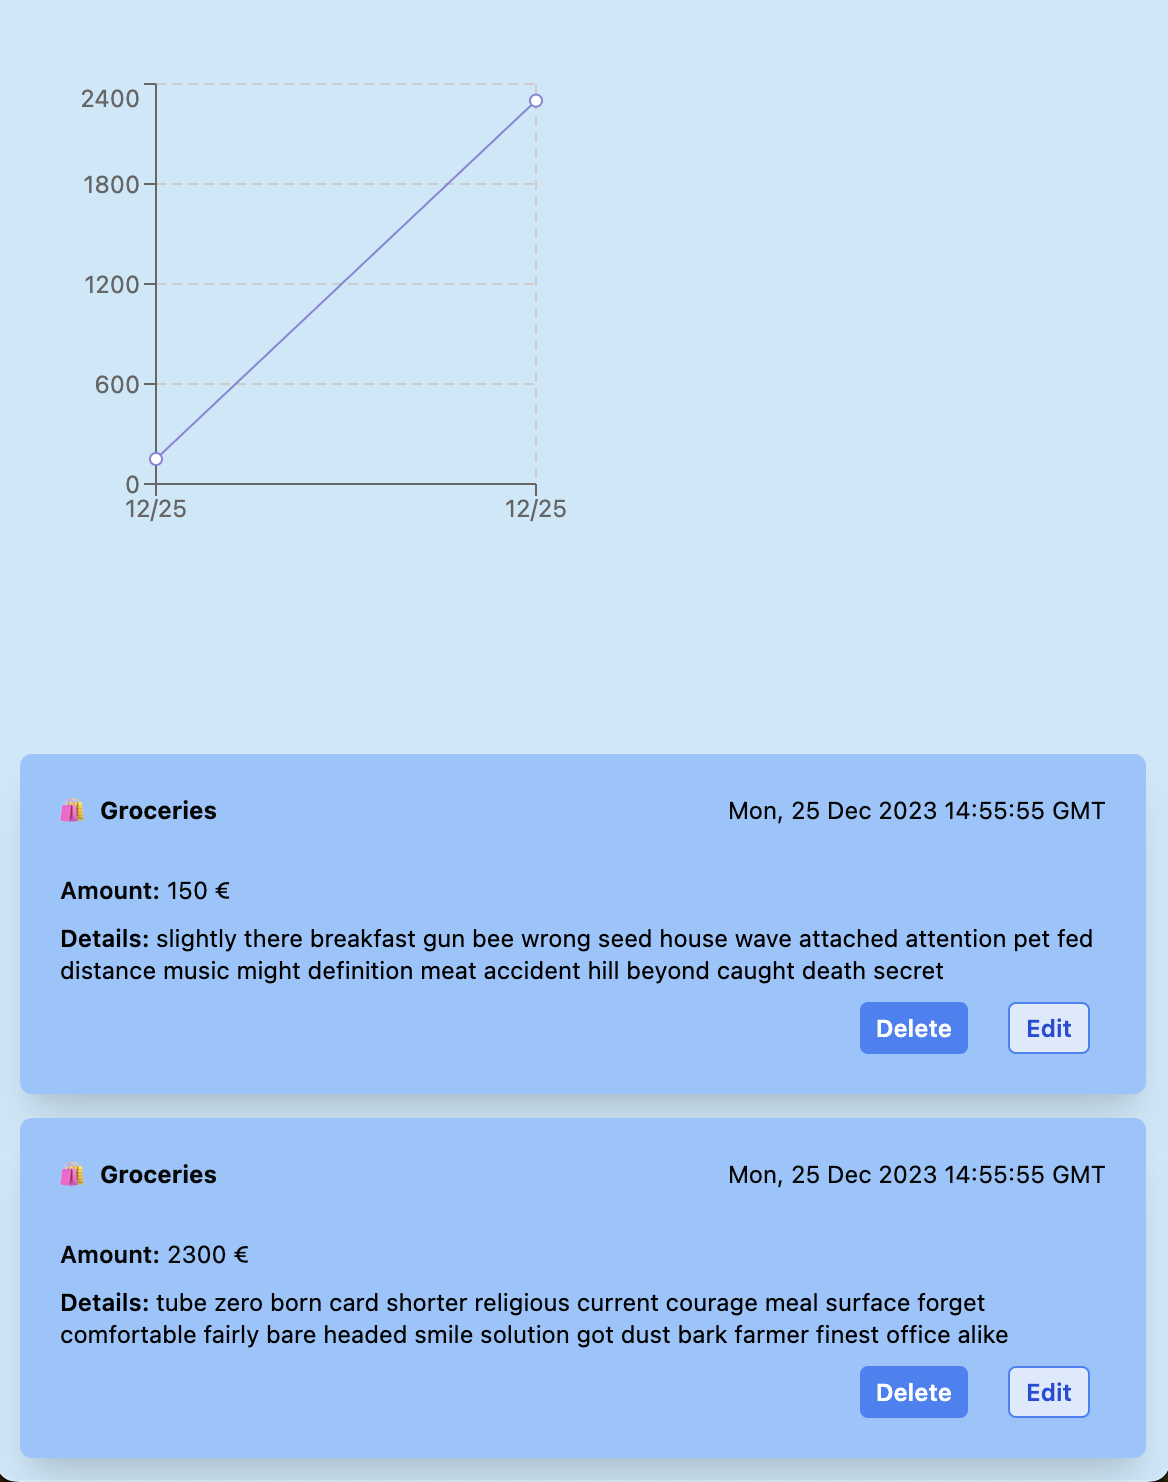 2400
1800
1200
600
0
12/25 12/25
Groceries Mon, 25 Dec 2023 14:55:55 GMT
Amount: 150 €
Details: slightly there breakfast gun bee wrong seed house wave attached attention pet fed
distance music might definition meat accident hill beyond caught death secret
Delete Edit
Groceries Mon, 25 Dec 2023 14:55:55 GMT
Amount: 2300 €
Details: tube zero born card shorter religious current courage meal surface forget
comfortable fairly bare headed smile solution got dust bark farmer finest office alike
Delete Edit